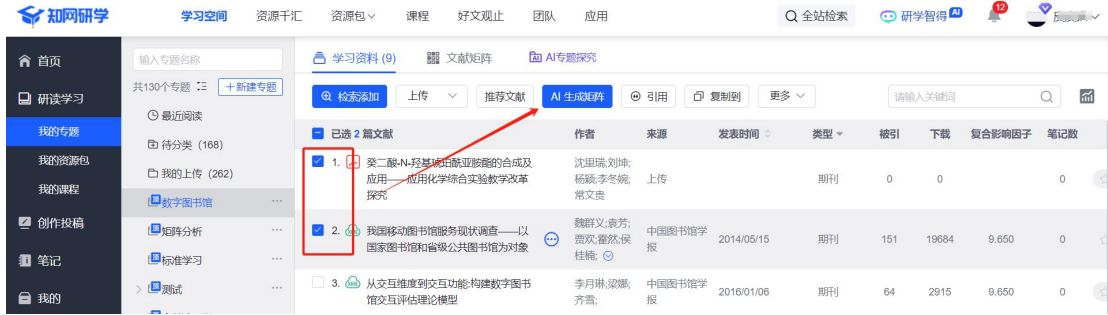 知网研学
学习空间 资源千汇 资源包 课程 好文观止 团队 应用 全站检索 研学智得 AI 12
首页
研读学习
我的专题
我的资源包
我的课程
创作投稿
笔记
我的
输入专题名称
共130个专题 +新建专题
最近阅读
待分类（168）
我的上传（262）
数字图书馆 ...
矩阵分析 ...
标准学习 ...
测试 ...
学习资料 (9) 文献矩阵 AI专题探究
检索添加 上传 推荐文献 AI 生成矩阵 引用 复制到 更多 请输入关键词
已选 2 篇文献 作者 来源 发表时间 类型 被引 下载 复合影响因子 笔记数
1. 癸二酸-N-羟基琥珀酰亚胺酯的合成及
应用——应用化学综合实验教学改革
探究
沈里瑞;刘坤;
杨颖;李冬婉;
常文贵
上传 期刊 0 0
2. 我国移动图书馆服务现状调查——以
国家图书馆和省级公共图书馆为对象
魏群义;袁芳;
贾欢;霍然;侯
桂楠;
中国图书馆学
报
2014/05/15 期刊 151 19684 9.650 0
3. 从交互维度到交互功能:构建数字图书
馆交互评估理论模型
李月琳;梁娜;
齐雪;
中国图书馆学
报
2016/01/06 期刊 64 2915 9.650 0